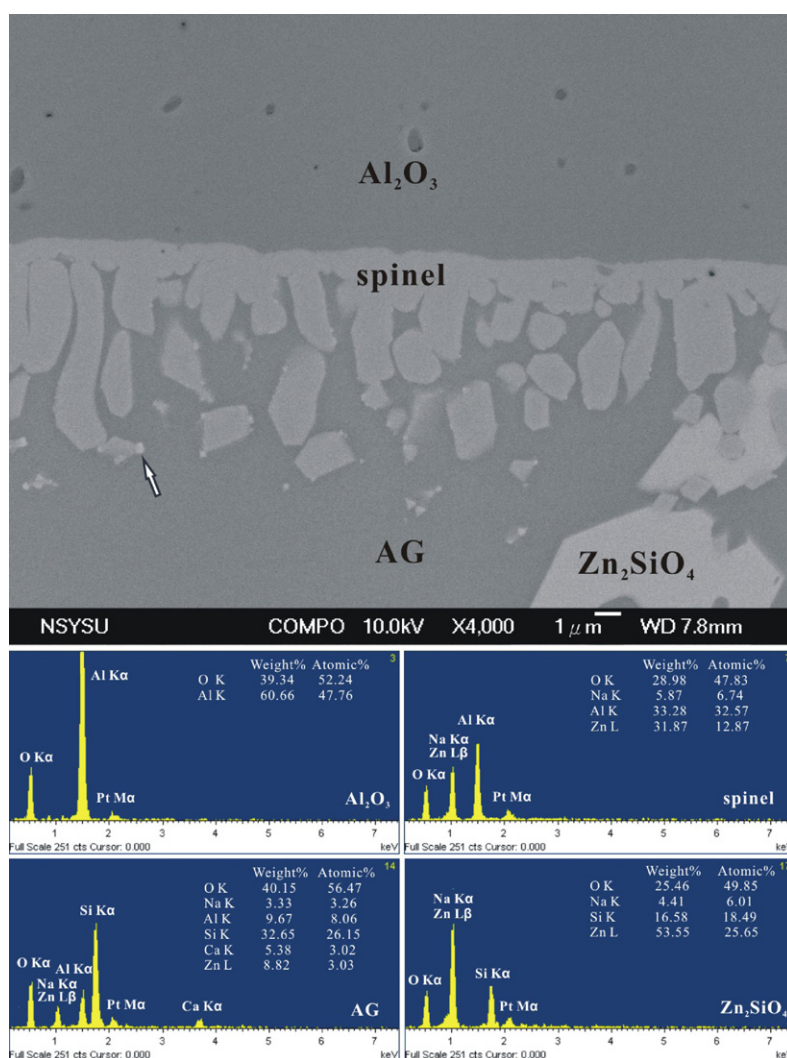 Al₂O₃
spinel
AG
Zn₂SiO₄
NSYSU COMPO 10.0kV X4,000 1 μm WD 7.8mm
3
Weight% Atomic%
O K 39.34 52.24
Al K 60.66 47.76
Al Kα
O Kα
Pt Mα
Al₂O₃
1 2 3 4 5 6 7
Full Scale 251 cts Cursor: 0.000 keV
Weight% Atomic%
O K 28.98 47.83
Na K 5.87 6.74
Al K 33.28 32.57
Zn L 31.87 12.87
Al Kα
Na Kα
Zn Lβ
O Kα
Pt Mα
spinel
1 2 3 4 5 6 7
Full Scale 251 cts Cursor: 0.000 keV
14
Weight% Atomic%
O K 40.15 56.47
Na K 3.33 3.26
Al K 9.67 8.06
Si K 32.65 26.15
Ca K 5.38 3.02
Zn L 8.82 3.03
Si Kα
O Kα
Al Kα
Na Kα
Zn Lβ
Pt Mα
Ca Kα
AG
1 2 3 4 5 6 7
Full Scale 251 cts Cursor: 0.000 keV
17
Weight% Atomic%
O K 25.46 49.85
Na K 4.41 6.01
Si K 16.58 18.49
Zn L 53.55 25.65
Na Kα
Zn Lβ
O Kα
Si Kα
Pt Mα
Zn₂SiO₄
1 2 3 4 5 6 7
Full Scale 251 cts Cursor: 0.000 keV